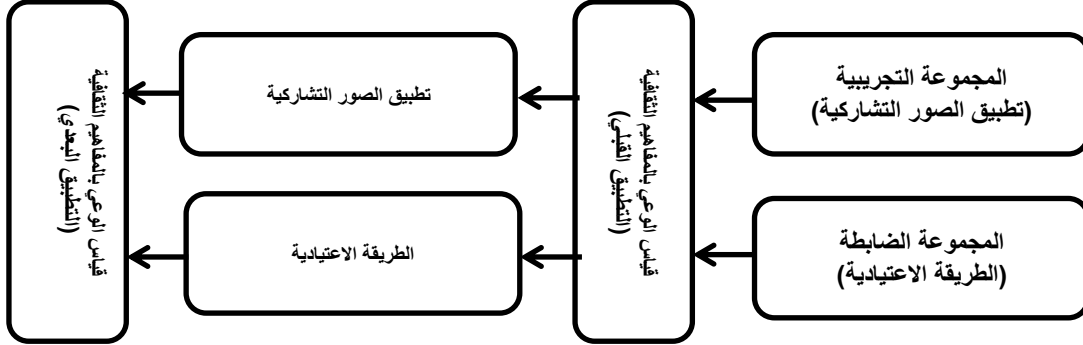 المجموعة التجريبية
(تطبيق الصور التشاركية)
المجموعة الضابطة
(الطريقة الاعتيادية)
قياس الوعي بالمفاهيم الثقافية
(التطبيق القبلي)
تطبيق الصور التشاركية
الطريقة الاعتيادية
قياس الوعي بالمفاهيم الثقافية
(التطبيق البعدي)